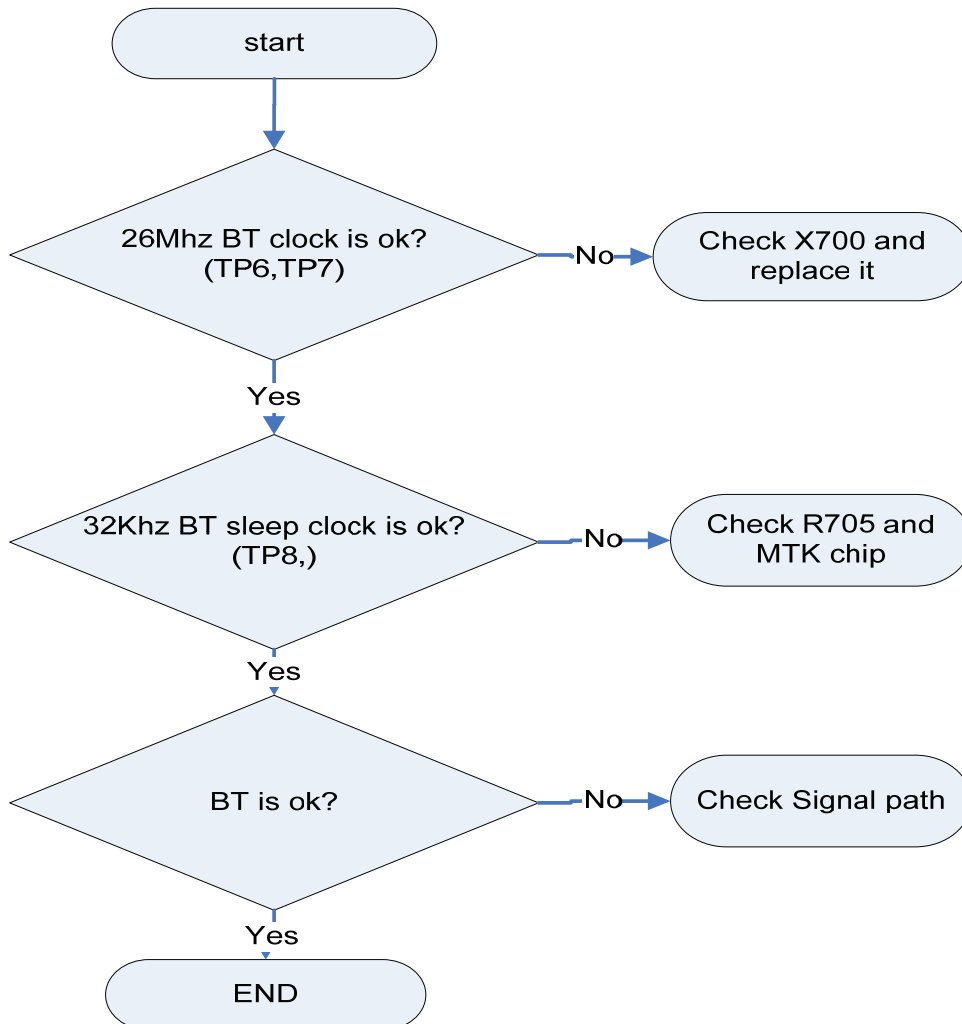 start
26Mhz BT clock is ok?
(TP6,TP7)
No
Check X700 and
replace it
Yes
32Khz BT sleep clock is ok?
(TP8,)
No
Check R705 and
MTK chip
Yes
BT is ok?
No
Check Signal path
Yes
END